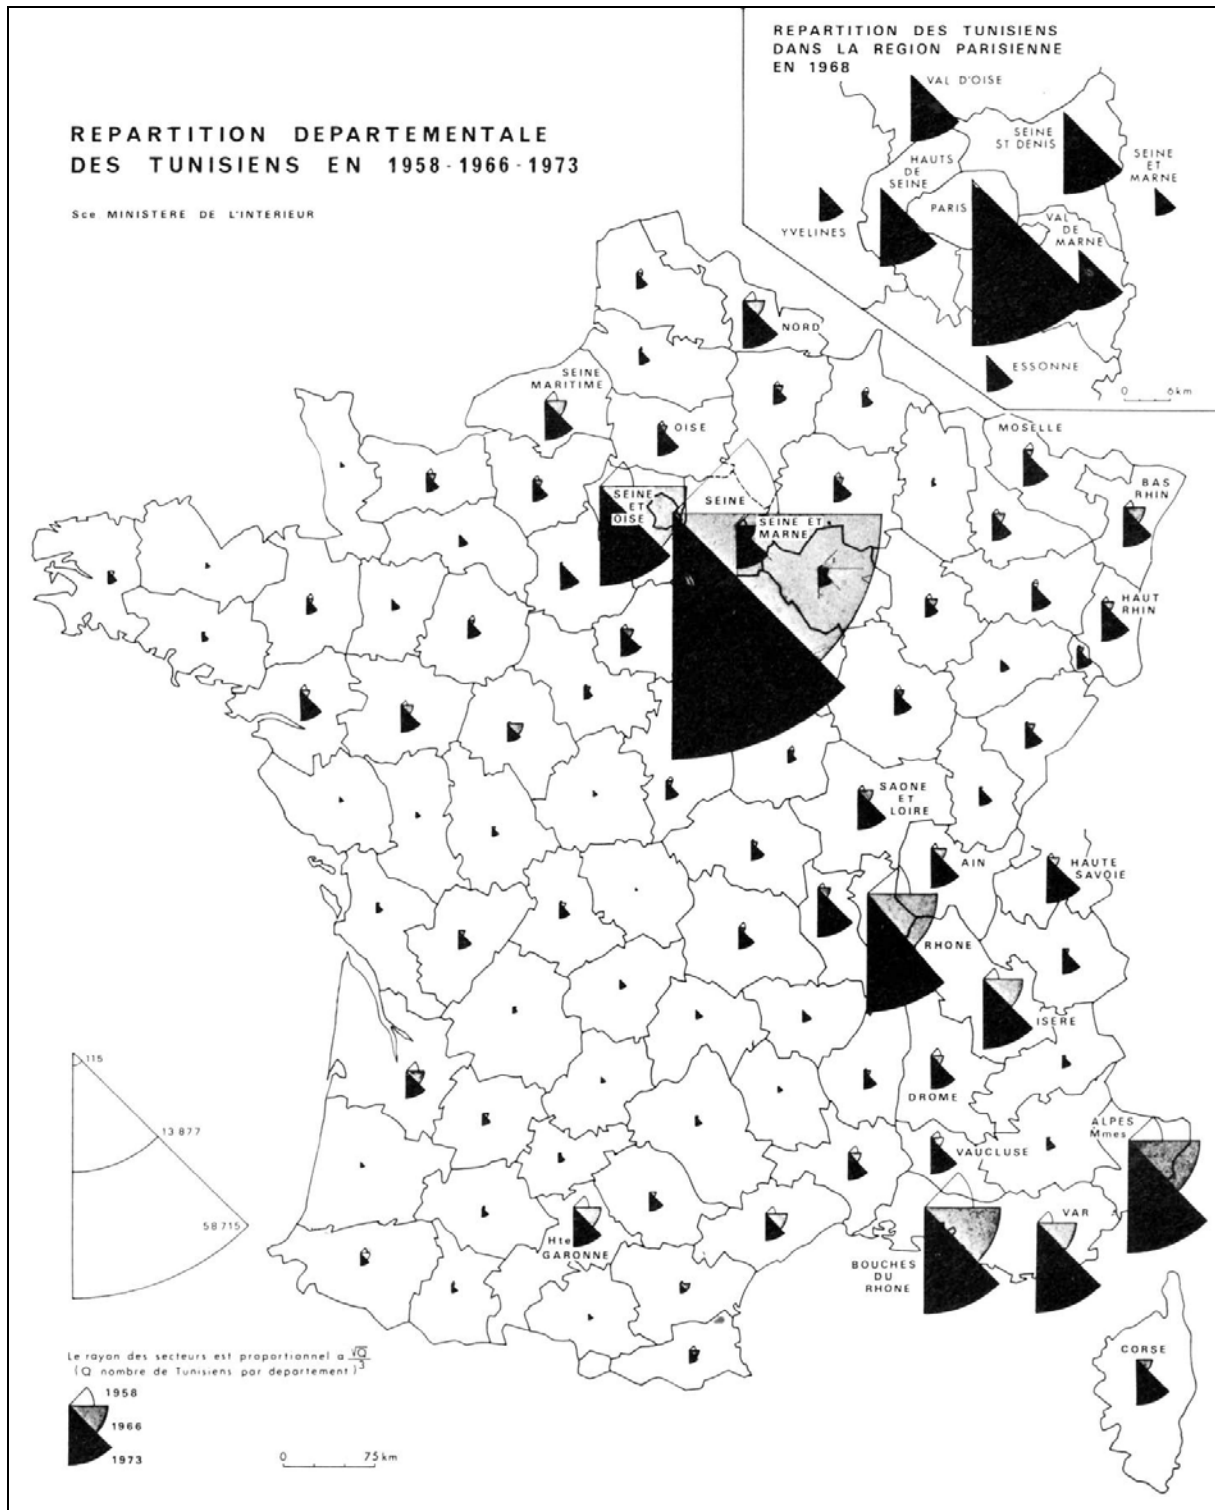 REPARTITION DES TUNISIENS
DANS LA REGION PARISIENNE
EN 1968
VAL D'OISE
SEINE
ST DENIS
HAUTS
DE
SEINE
SEINE
ET
MARNE
PARIS
VAL
DE
MARNE
YVELINES
ESSONNE
0 6km
REPARTITION DEPARTEMENTALE
DES TUNISIENS EN 1958-1966-1973
Sce MINISTERE DE L'INTERIEUR
NORD
SEINE
MARITIME
OISE
MOSELLE
BAS
RHIN
SEINE
ET
OISE
SEINE
SEINE ET
MARNE
HAUT
RHIN
SAONE
ET
LOIRE
AIN
HAUTE
SAVOIE
RHONE
ISERE
DROME
ALPES
Mmes
VAUCLUSE
VAR
Hte
GARONNE
BOUCHES
DU
RHONE
CORSE
115
13 877
58 715
Le rayon des secteurs est proportionnel a √Q/3
(Q nombre de Tunisiens par departement)
1958
1966
1973
0 75 km